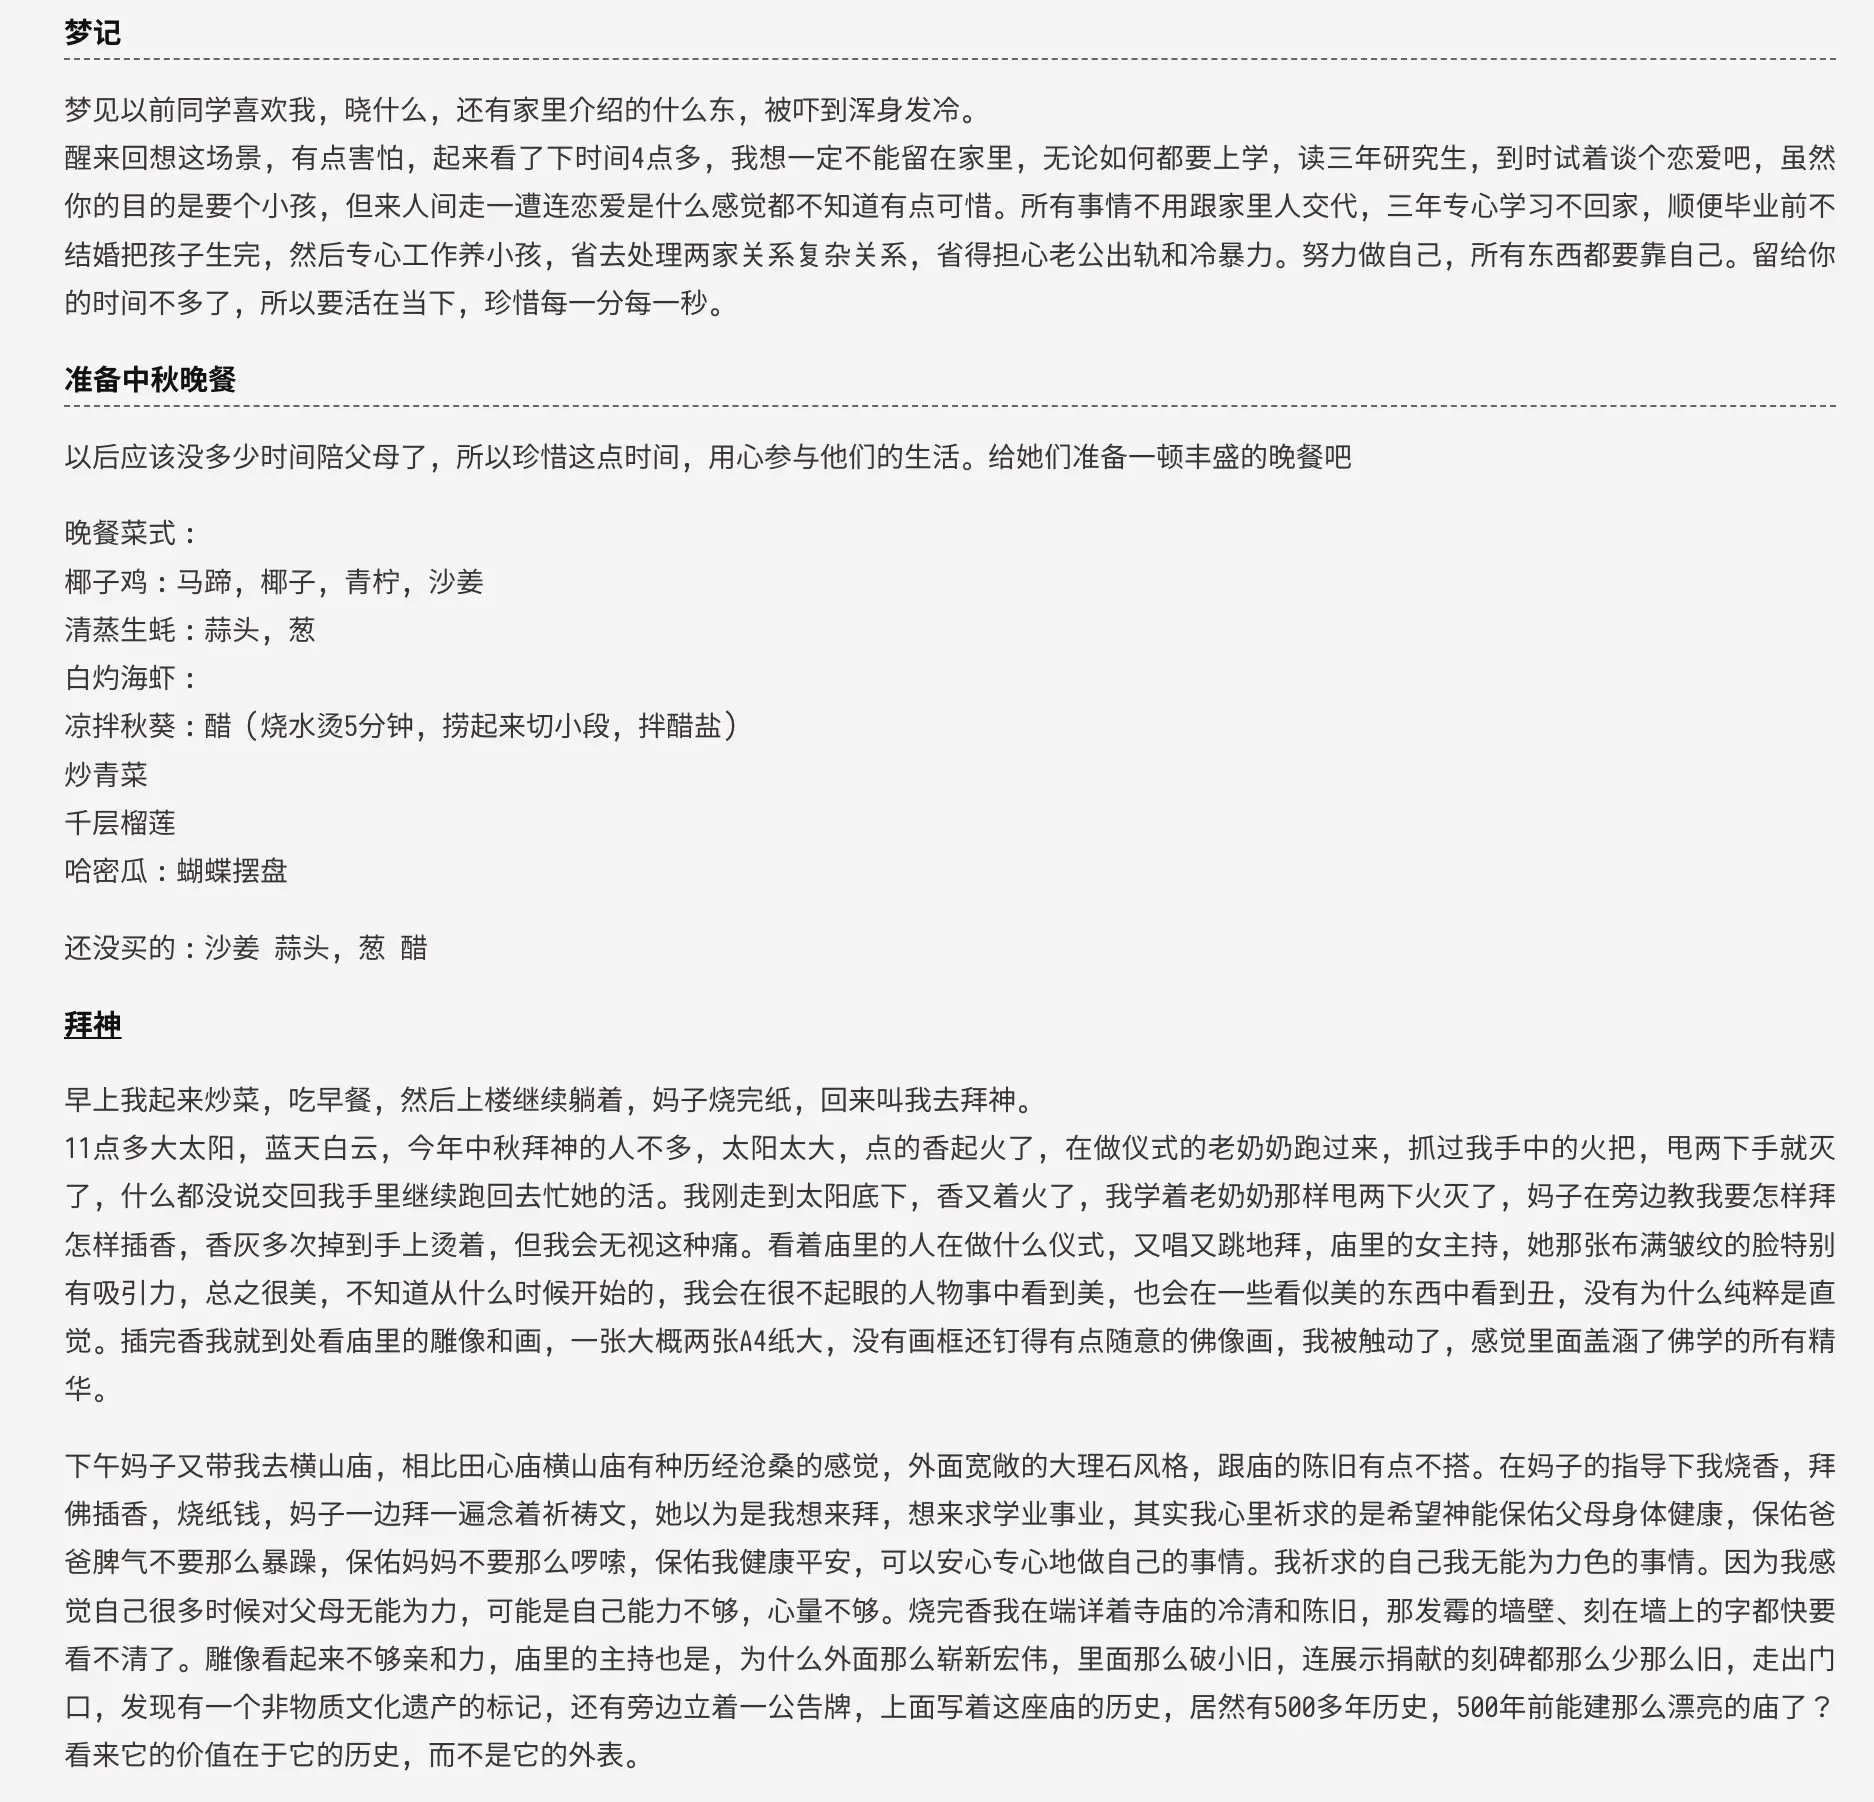 梦记
梦见以前同学喜欢我，晓什么，还有家里介绍的什么东，被吓到浑身发冷。
醒来回想这场景，有点害怕，起来看了下时间4点多，我想一定不能留在家里，无论如何都要上学，读三年研究生，到时试着谈个恋爱吧，虽然
你的目的是要个小孩，但来人间走一遭连恋爱是什么感觉都不知道有点可惜。所有事情不用跟家里人交代，三年专心学习不回家，顺便毕业前不
结婚把孩子生完，然后专心工作养小孩，省去处理两家关系复杂关系，省得担心老公出轨和冷暴力。努力做自己，所有东西都要靠自己。留给你
的时间不多了，所以要活在当下，珍惜每一分每一秒。
准备中秋晚餐
以后应该没多少时间陪父母了，所以珍惜这点时间，用心参与他们的生活。给她们准备一顿丰盛的晚餐吧
晚餐菜式：
椰子鸡：马蹄，椰子，青柠，沙姜
清蒸生蚝：蒜头，葱
白灼海虾：
凉拌秋葵：醋（烧水烫5分钟，捞起来切小段，拌醋盐）
炒青菜
千层榴莲
哈密瓜：蝴蝶摆盘
还没买的：沙姜 蒜头，葱 醋
拜神
早上我起来炒菜，吃早餐，然后上楼继续躺着，妈子烧完纸，回来叫我去拜神。
11点多大太阳，蓝天白云，今年中秋拜神的人不多，太阳太大，点的香起火了，在做仪式的老奶奶跑过来，抓过我手中的火把，甩两下手就灭
了，什么都没说交回我手里继续跑回去忙她的活。我刚走到太阳底下，香又着火了，我学着老奶奶那样甩两下火灭了，妈子在旁边教我要怎样拜
怎样插香，香灰多次掉到手上烫着，但我会无视这种痛。看着庙里的人在做什么仪式，又唱又跳地拜，庙里的女主持，她那张布满皱纹的脸特别
有吸引力，总之很美，不知道从什么时候开始的，我会在很不起眼的人物事中看到美，也会在一些看似美的东西中看到丑，没有为什么纯粹是直
觉。插完香我就到处看庙里的雕像和画，一张大概两张A4纸大，没有画框还钉得有点随意的佛像画，我被触动了，感觉里面盖涵了佛学的所有精
华。
下午妈子又带我去横山庙，相比田心庙横山庙有种历经沧桑的感觉，外面宽敞的大理石风格，跟庙的陈旧有点不搭。在妈子的指导下我烧香，拜
佛插香，烧纸钱，妈子一边拜一遍念着祈祷文，她以为是我想来拜，想来求学业事业，其实我心里祈求的是希望神能保佑父母身体健康，保佑爸
爸脾气不要那么暴躁，保佑妈妈不要那么啰嗦，保佑我健康平安，可以安心专心地做自己的事情。我祈求的自己我无能为力色的事情。因为我感
觉自己很多时候对父母无能为力，可能是自己能力不够，心量不够。烧完香我在端详着寺庙的冷清和陈旧，那发霉的墙壁、刻在墙上的字都快要
看不清了。雕像看起来不够亲和力，庙里的主持也是，为什么外面那么崭新宏伟，里面那么破小旧，连展示捐献的刻碑都那么少那么旧，走出门
口，发现有一个非物质文化遗产的标记，还有旁边立着一公告牌，上面写着这座庙的历史，居然有500多年历史，500年前能建那么漂亮的庙了？
看来它的价值在于它的历史，而不是它的外表。